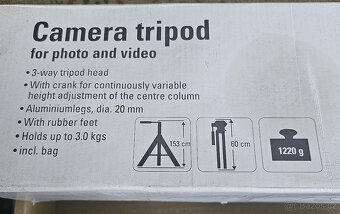 Camera tripod
for photo and video
• 3-way tripod head
• With crank for continuously variable
height adjustment of the centre column
• Aluminiumlegs, dia. 20 mm
• With rubber feet
• Holds up to 3.0 kgs
• incl. bag
153 cm
60 cm
1220 g